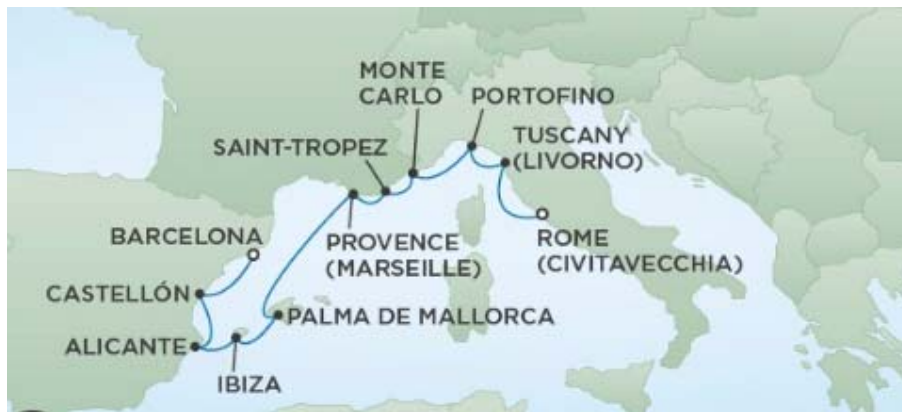 MONTE
CARLO
PORTOFINO
SAINT-TROPEZ
TUSCANY
(LIVORNO)
BARCELONA
PROVENCE
(MARSEILLE)
ROME
(CIVITAVECCHIA)
CASTELLÓN
PALMA DE MALLORCA
ALICANTE
IBIZA